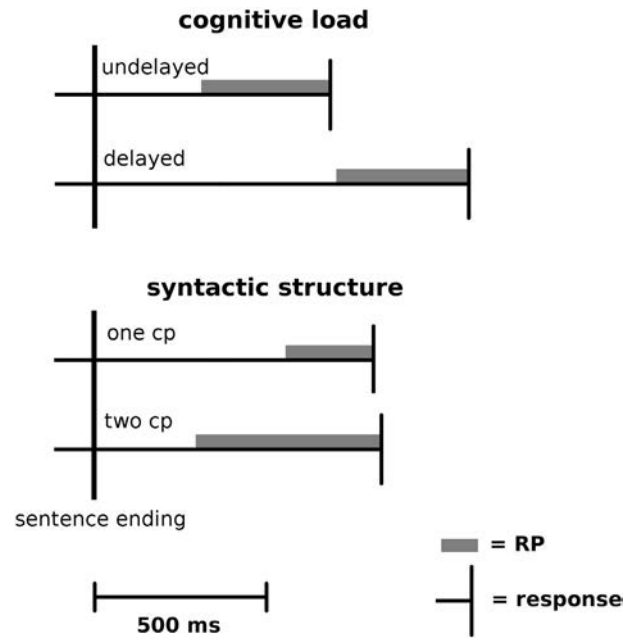 cognitive load
undelayed
delayed
syntactic structure
one cp
two cp
sentence ending
= RP
= response
500 ms